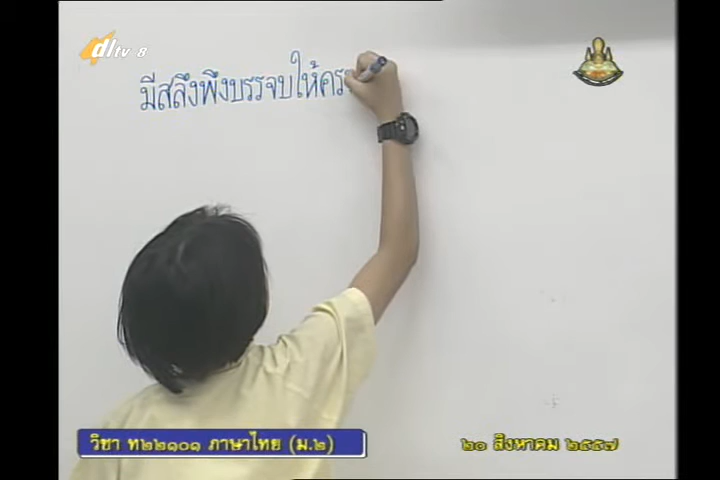 dltv 8
มีสลึงพึงบรรจบให้คร
วิชา ท๒๒๑๐๑ ภาษาไทย (ม.๒)
๒๐ สิงหาคม ๒๕๕๗